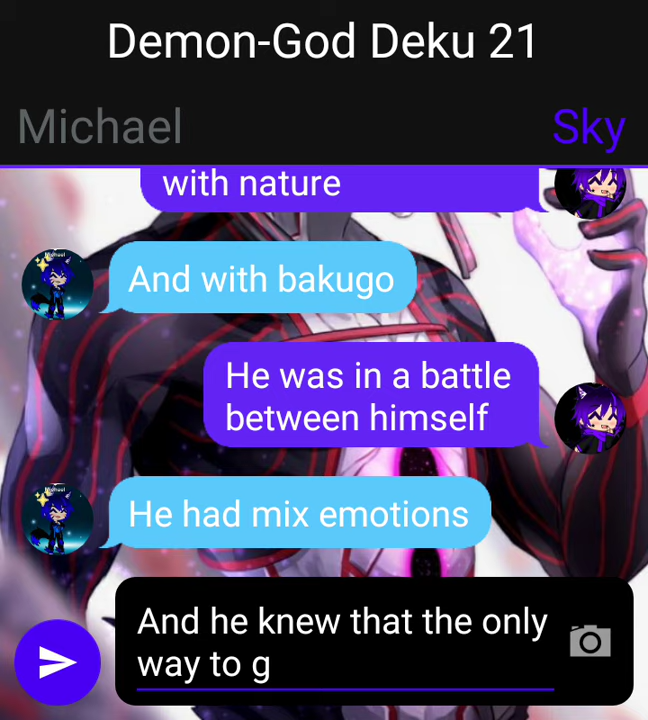 Demon-God Deku 21
Michael
Sky
with nature
And with bakugo
He was in a battle
between himself
He had mix emotions
And he knew that the only
way to g